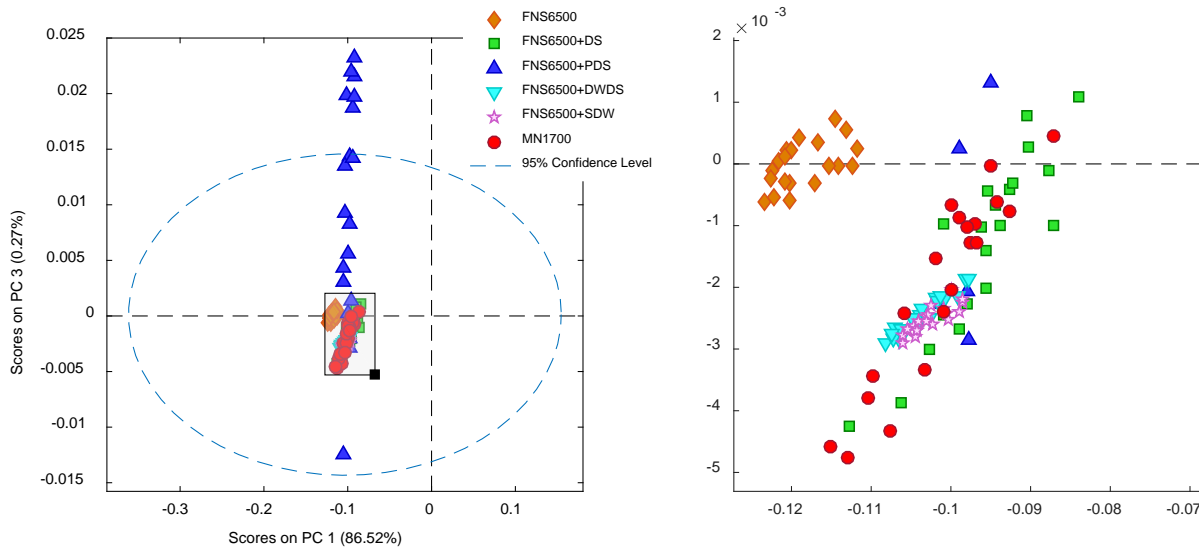 FNS6500
FNS6500+DS
FNS6500+PDS
FNS6500+DWDS
FNS6500+SDW
MN1700
95% Confidence Level
0.025
0.02
0.015
0.01
0.005
0
-0.005
-0.01
-0.015
Scores on PC 3 (0.27%)
-0.3
-0.2
-0.1
0
0.1
Scores on PC 1 (86.52%)
× 10 -3
2
1
0
-1
-2
-3
-4
-5
-0.12
-0.11
-0.1
-0.09
-0.08
-0.07